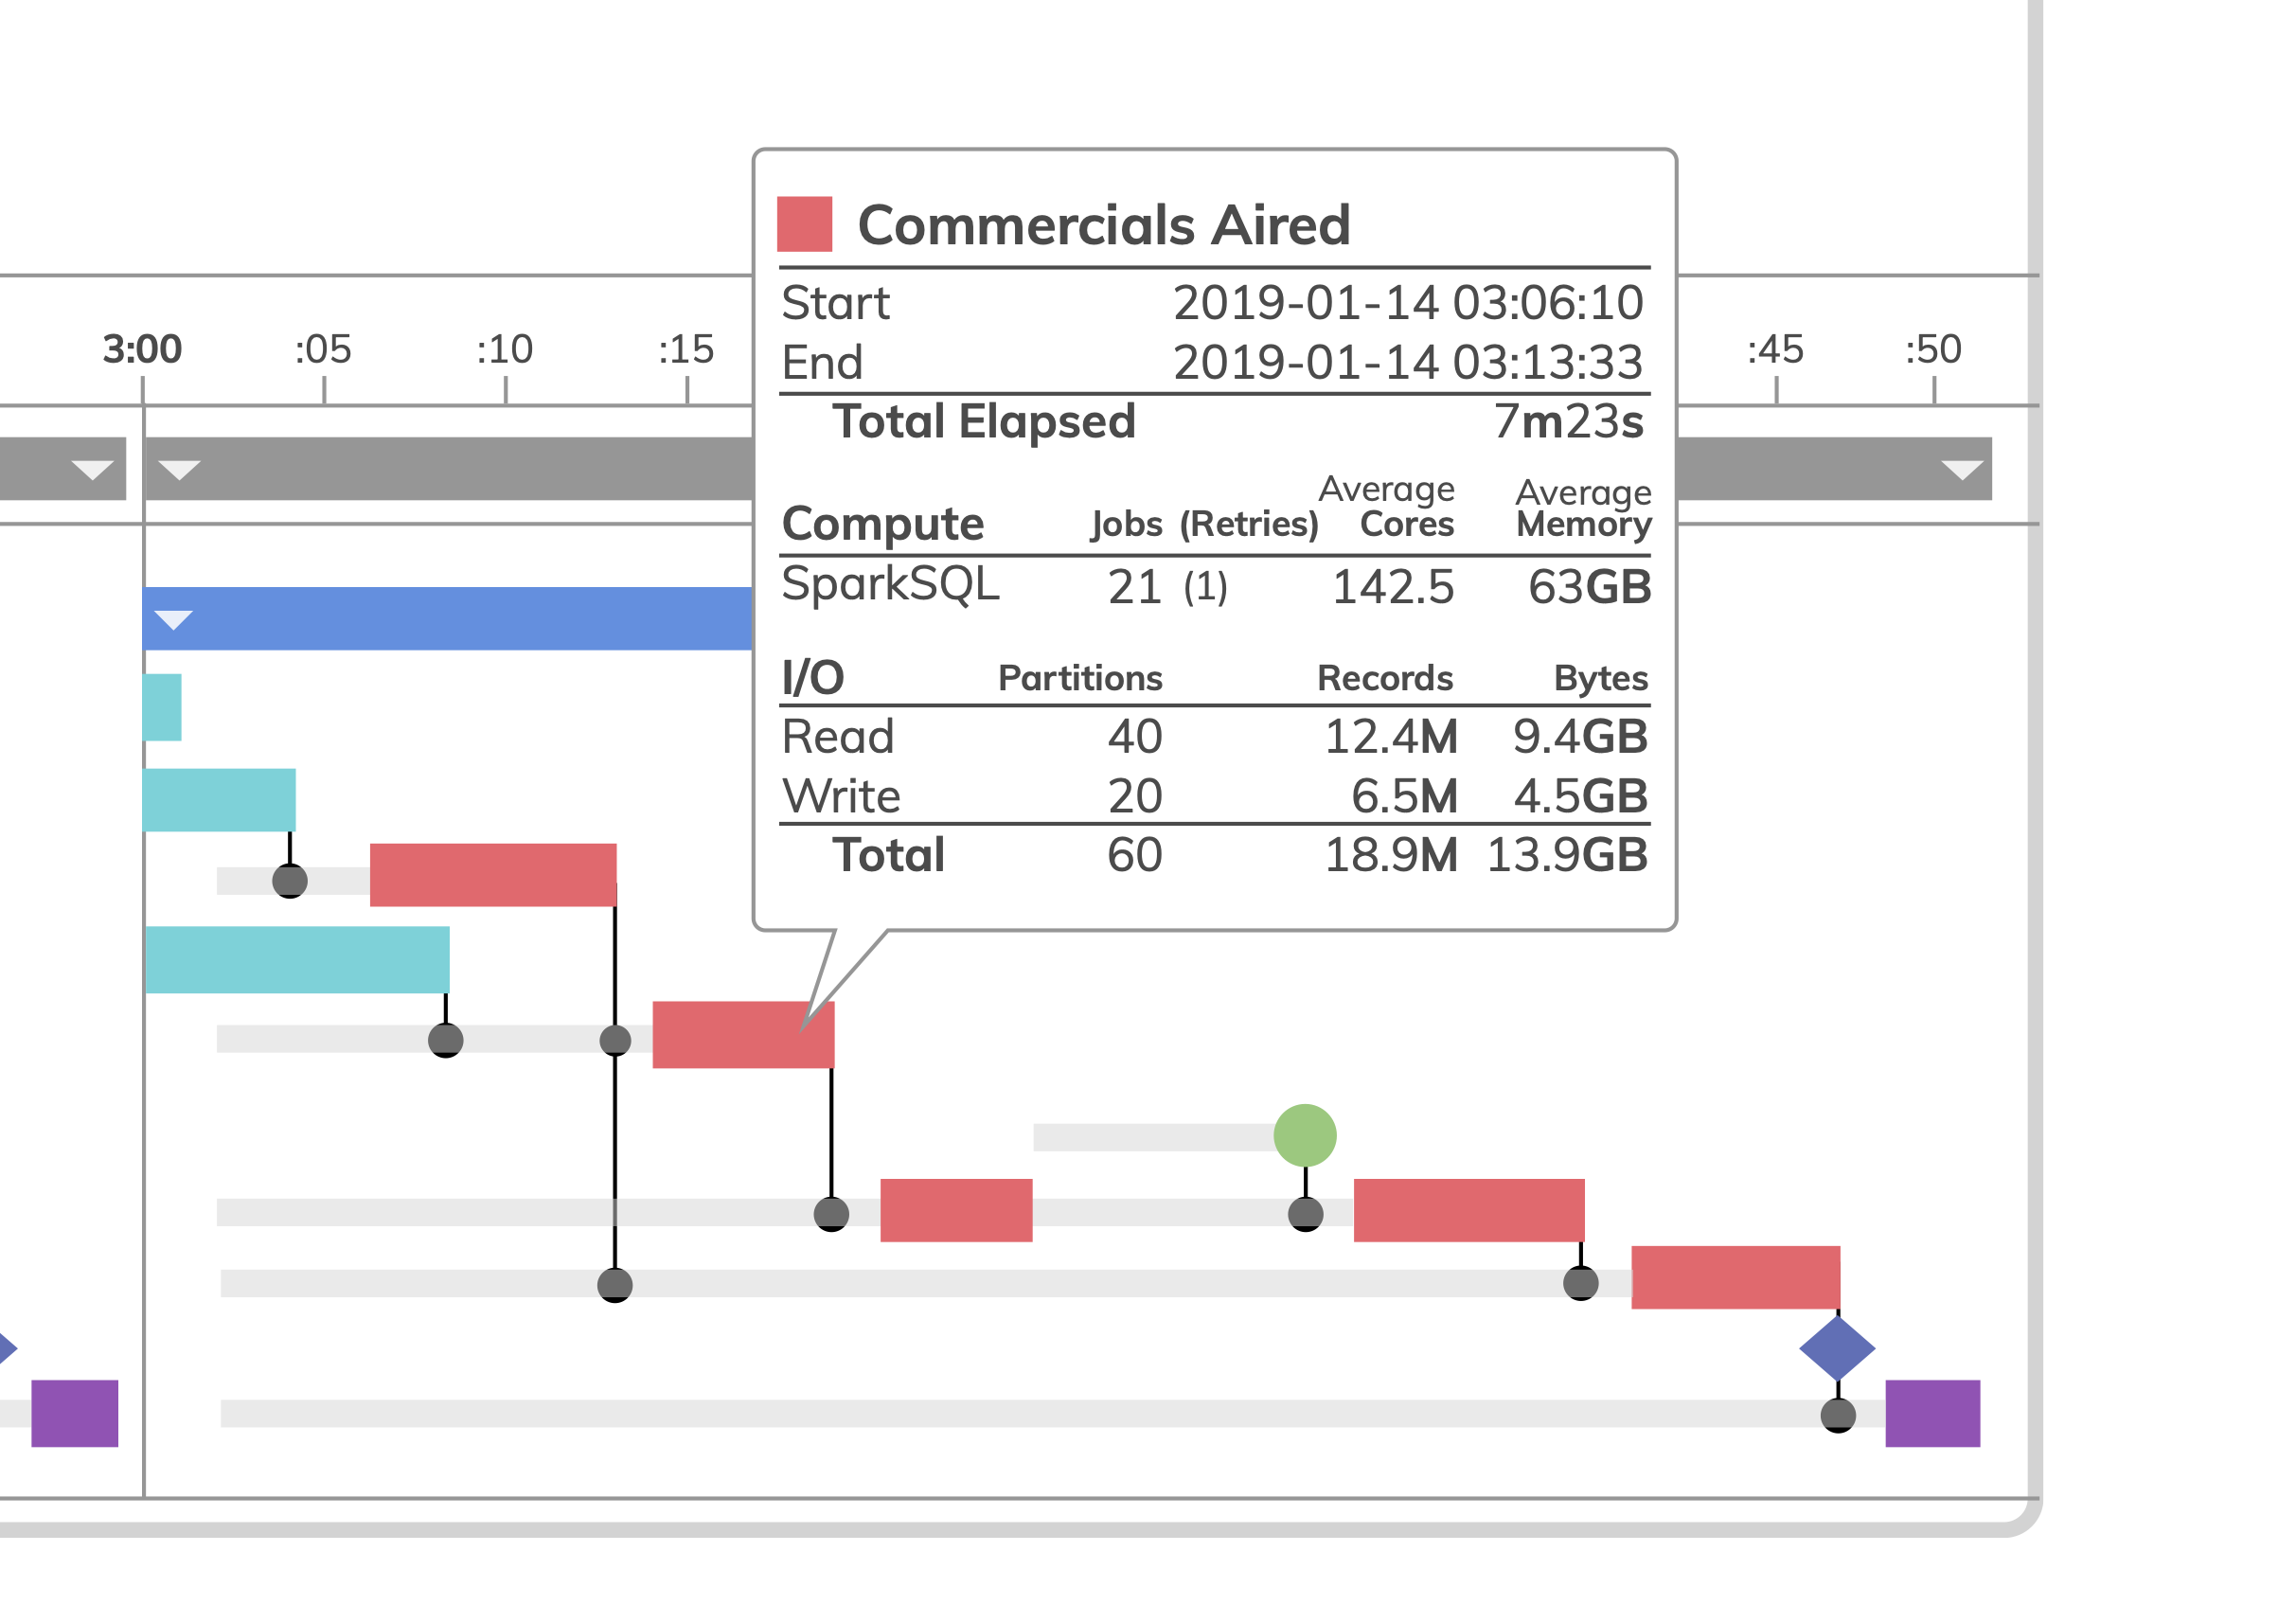 Commercials Aired
Start 2019-01-14 03:06:10
3:00 :05 :10 :15 :45 :50
End 2019-01-14 03:13:33
Total Elapsed 7m23s
Average Average
Compute Jobs (Retries) Cores Memory
SparkSQL 21 (1) 142.5 63GB
I/O Partitions Records Bytes
Read 40 12.4M 9.4GB
Write 20 6.5M 4.5GB
Total 60 18.9M 13.9GB